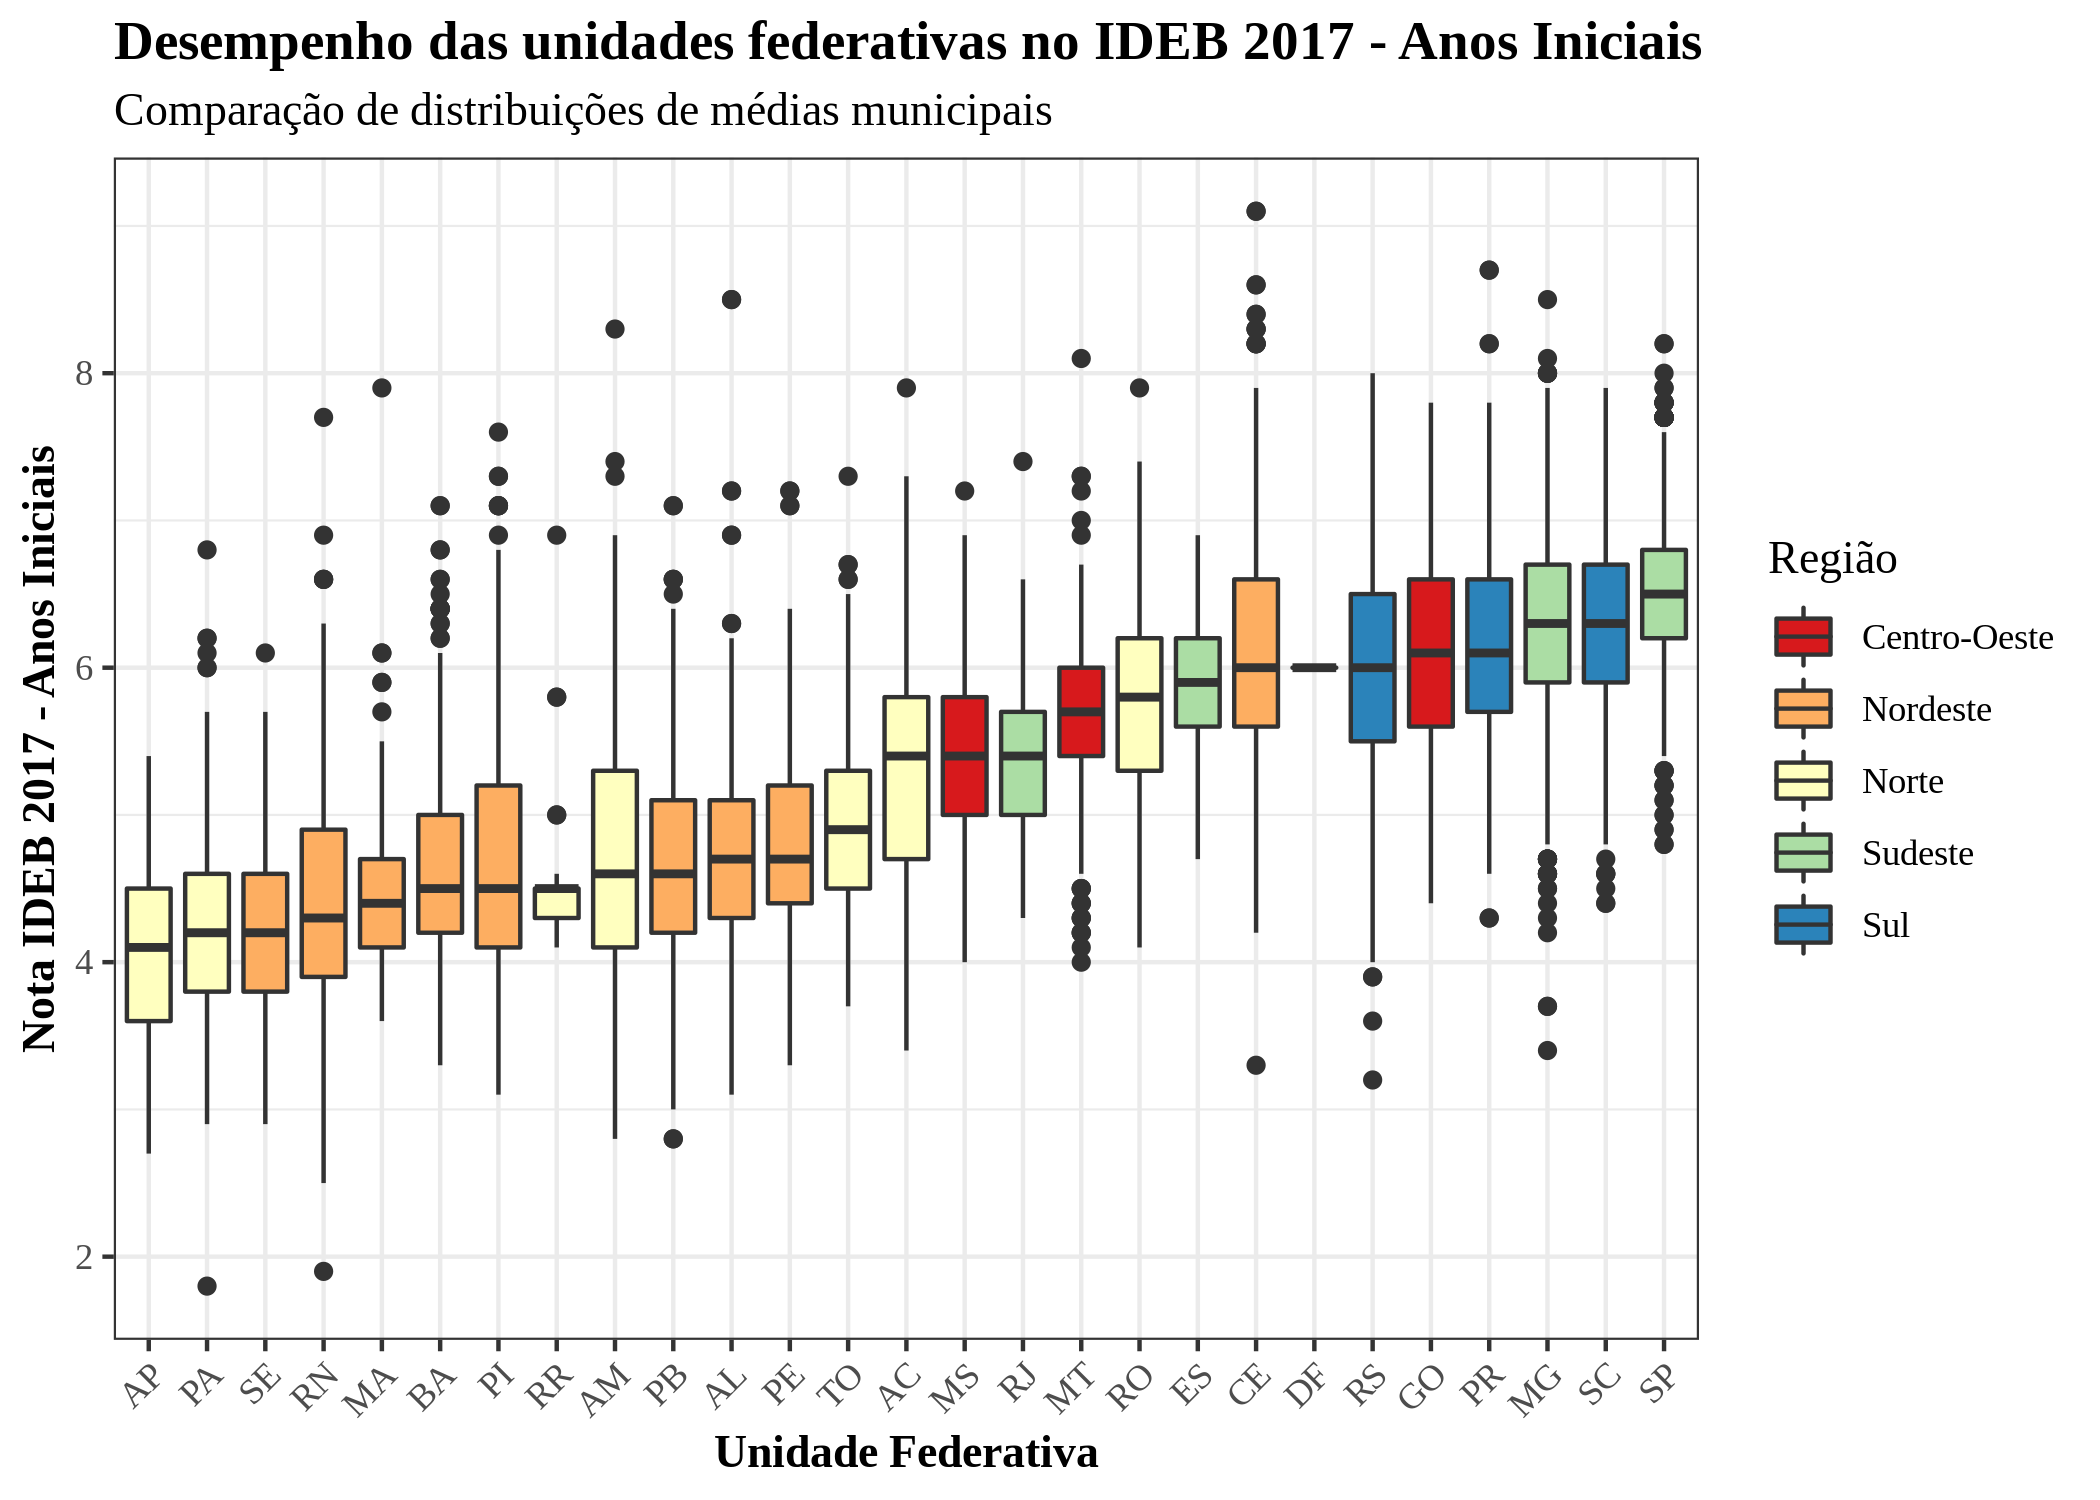 Desempenho das unidades federativas no IDEB 2017 - Anos Iniciais
Comparação de distribuições de médias municipais
Nota IDEB 2017 - Anos Iniciais
8
6
4
2
AP PA SE RN MA BA PI RR AM PB AL PE TO AC MS RJ MT RO ES CE DF RS GO PR MG SC SP
Unidade Federativa
Região
Centro-Oeste
Nordeste
Norte
Sudeste
Sul